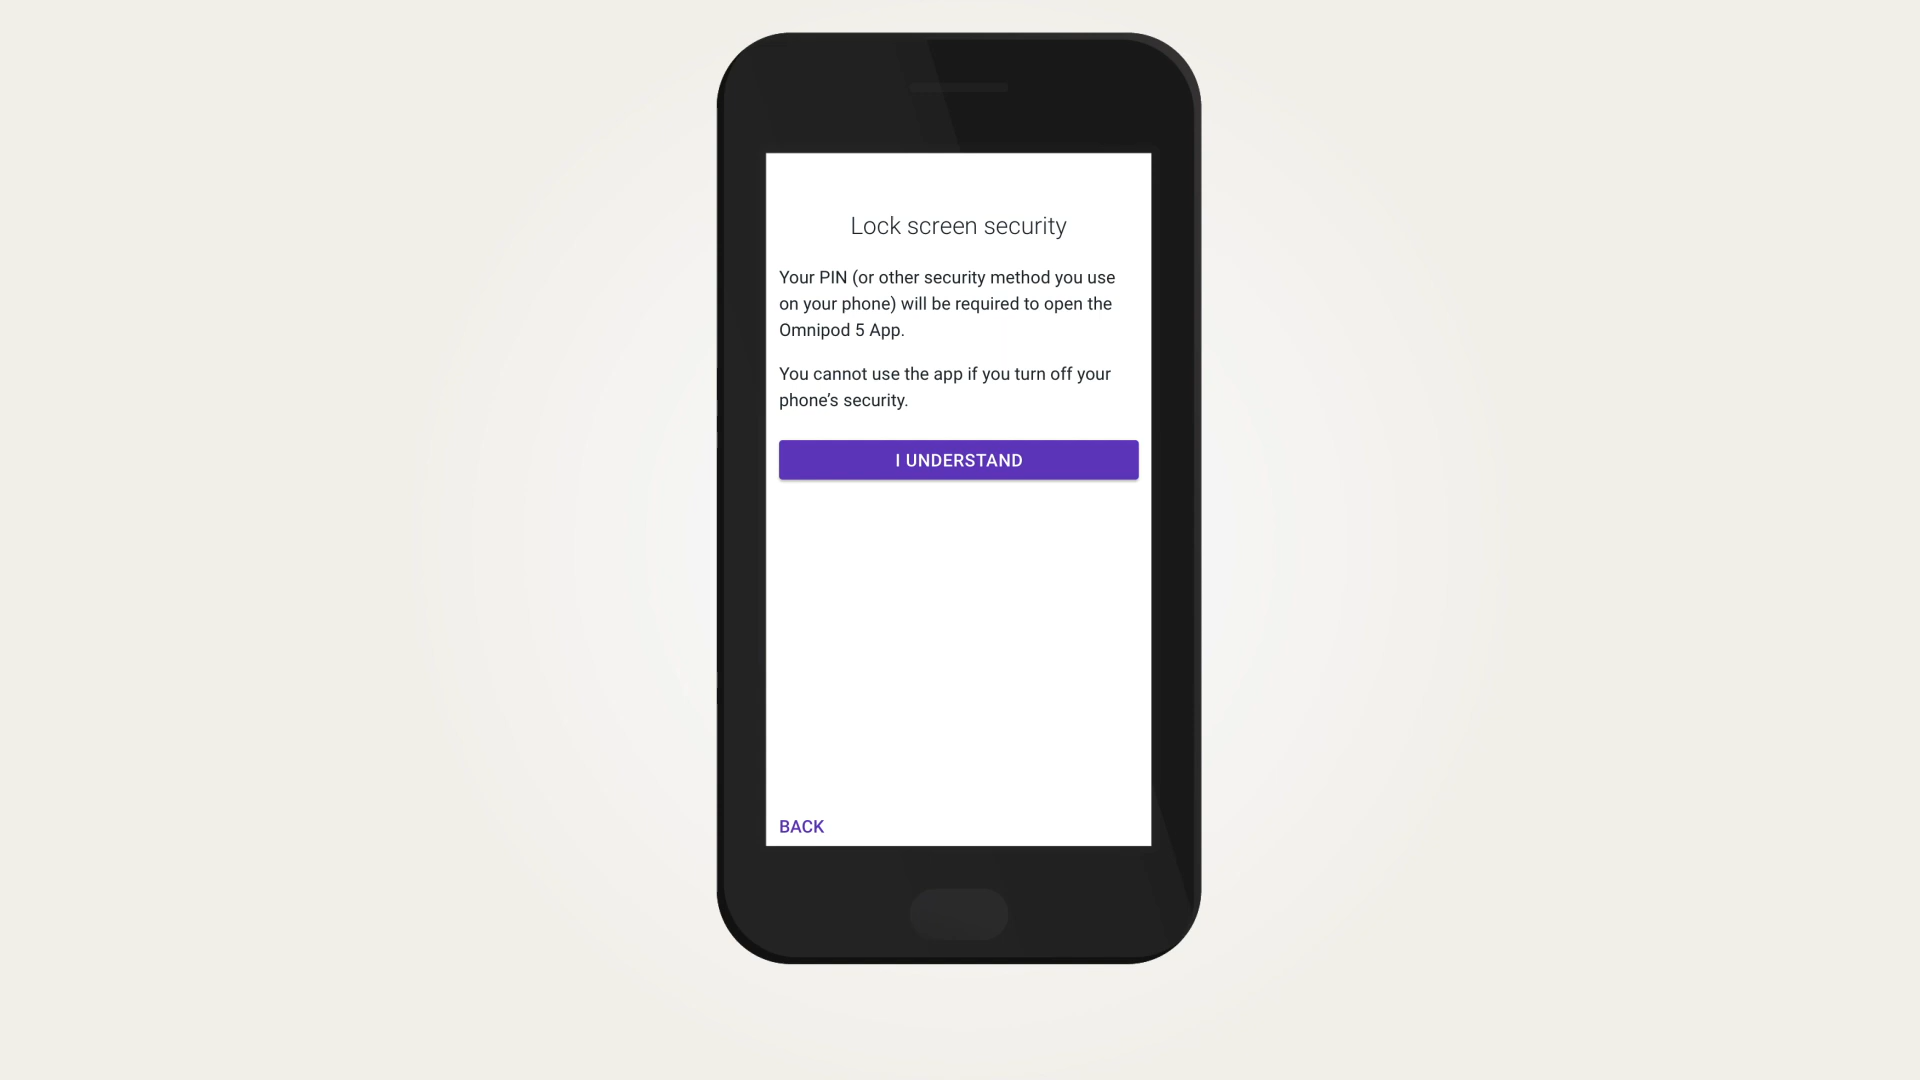 Lock screen security
Your PIN (or other security method you use
on your phone) will be required to open the
Omnipod 5 App.
You cannot use the app if you turn off your
phone’s security.
I UNDERSTAND
BACK